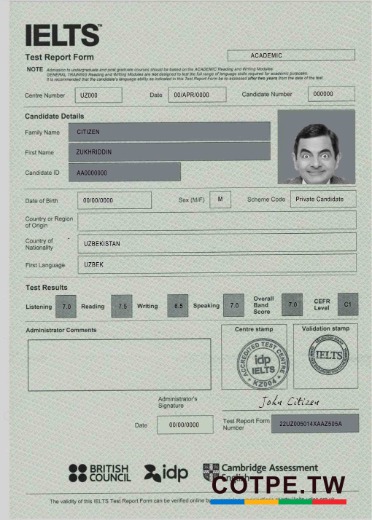 IELTS™
Test Report Form
ACADEMIC
NOTE Admission to undergraduate and post graduate courses should be based on the ACADEMIC Reading and Writing Modules
GENERAL TRAINING Reading and Writing Modules are not designed to test the full range of language skills required for academic purposes.
It is recommended that the candidate's language ability as indicated in this Test Report Form be re-assessed after two years from the date of the test.
Centre Number UZ000 Date 00/APR/0000 Candidate Number 000000
Candidate Details
Family Name CITIZEN
First Name ZUKHRIDDIN
Candidate ID AA0000000
Date of Birth 00/00/0000 Sex (M/F) M Scheme Code Private Candidate
Country or Region
of Origin
Country of
Nationality UZBEKISTAN
First Language UZBEK
Test Results
Listening 7.0 Reading 7.5 Writing 6.5 Speaking 7.0 Overall Band Score 7.0 CEFR Level C1
Administrator Comments
Centre stamp
Validation stamp
ACCREDITED TEST CENTRE
idp
IELTS
KZ004
IELTS
Administrator's
Signature
John Citizen
Date 00/00/0000 Test Report Form
Number
BRITISH
COUNCIL
idp
Cambridge Assessment
English
COTPE.TW
The validity of this IELTS Test Report Form can be verified online by